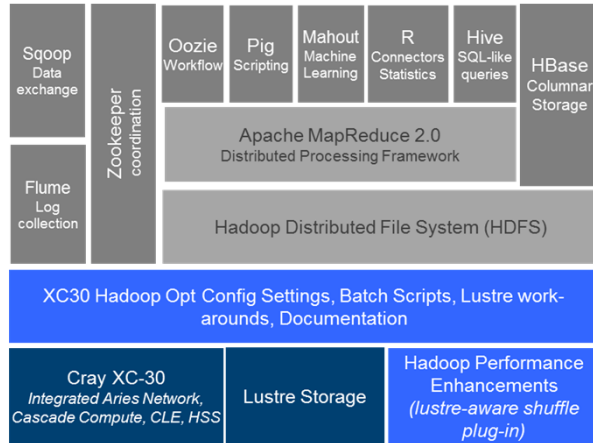 Sqoop
Data
exchange
Zookeeper
coordination
Oozie
Workflow
Pig
Scripting
Mahout
Machine
Learning
R
Connectors
Statistics
Hive
SQL-like
queries
HBase
Columnar
Storage
Apache MapReduce 2.0
Distributed Processing Framework
Flume
Log
collection
Hadoop Distributed File System (HDFS)
XC30 Hadoop Opt Config Settings, Batch Scripts, Lustre work-
arounds, Documentation
Cray XC-30
Integrated Aries Network,
Cascade Compute, CLE, HSS
Lustre Storage
Hadoop Performance
Enhancements
(lustre-aware shuffle
plug-in)